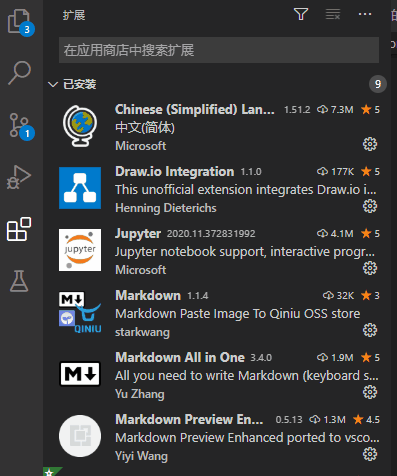 扩展
3
在应用商店中搜索扩展
已安装
9
Chinese (Simplified) Lan... 1.51.2 7.3M 5
中文(简体)
Microsoft
1
Draw.io Integration 1.1.0 177K 5
This unofficial extension integrates Draw.io i...
Henning Dieterichs
Jupyter 2020.11.372831992 4.1M 5
jupyter
Jupyter notebook support, interactive progr...
Microsoft
Markdown 1.1.4 32K 3
M
QINIU
Markdown Paste Image To Qiniu OSS store
starkwang
Markdown All in One 3.4.0 1.9M 5
M
All you need to write Markdown (keyboard s...
Yu Zhang
Markdown Preview En... 0.5.13 1.3M 4.5
Markdown Preview Enhanced ported to vsco...
Yiyi Wang